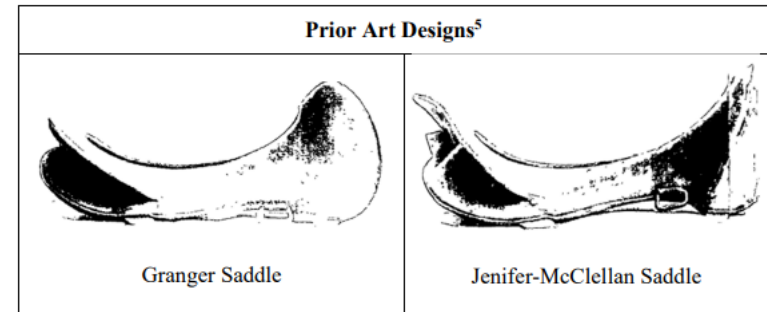 Prior Art Designs⁵
Granger Saddle
Jenifer-McClellan Saddle